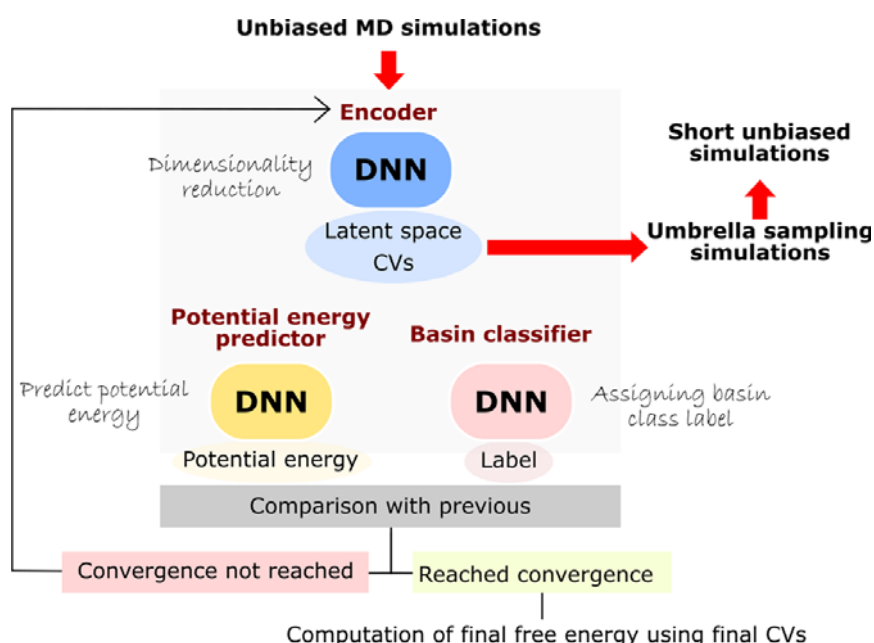 Unbiased MD simulations
Encoder
Dimensionality
reduction
DNN
Latent space
CVs
Short unbiased
simulations
Umbrella sampling
simulations
Potential energy
predictor
Basin classifier
Predict potential
energy
DNN
DNN
Assigning basin
class label
Potential energy
Label
Comparison with previous
Convergence not reached
Reached convergence
Computation of final free energy using final CVs